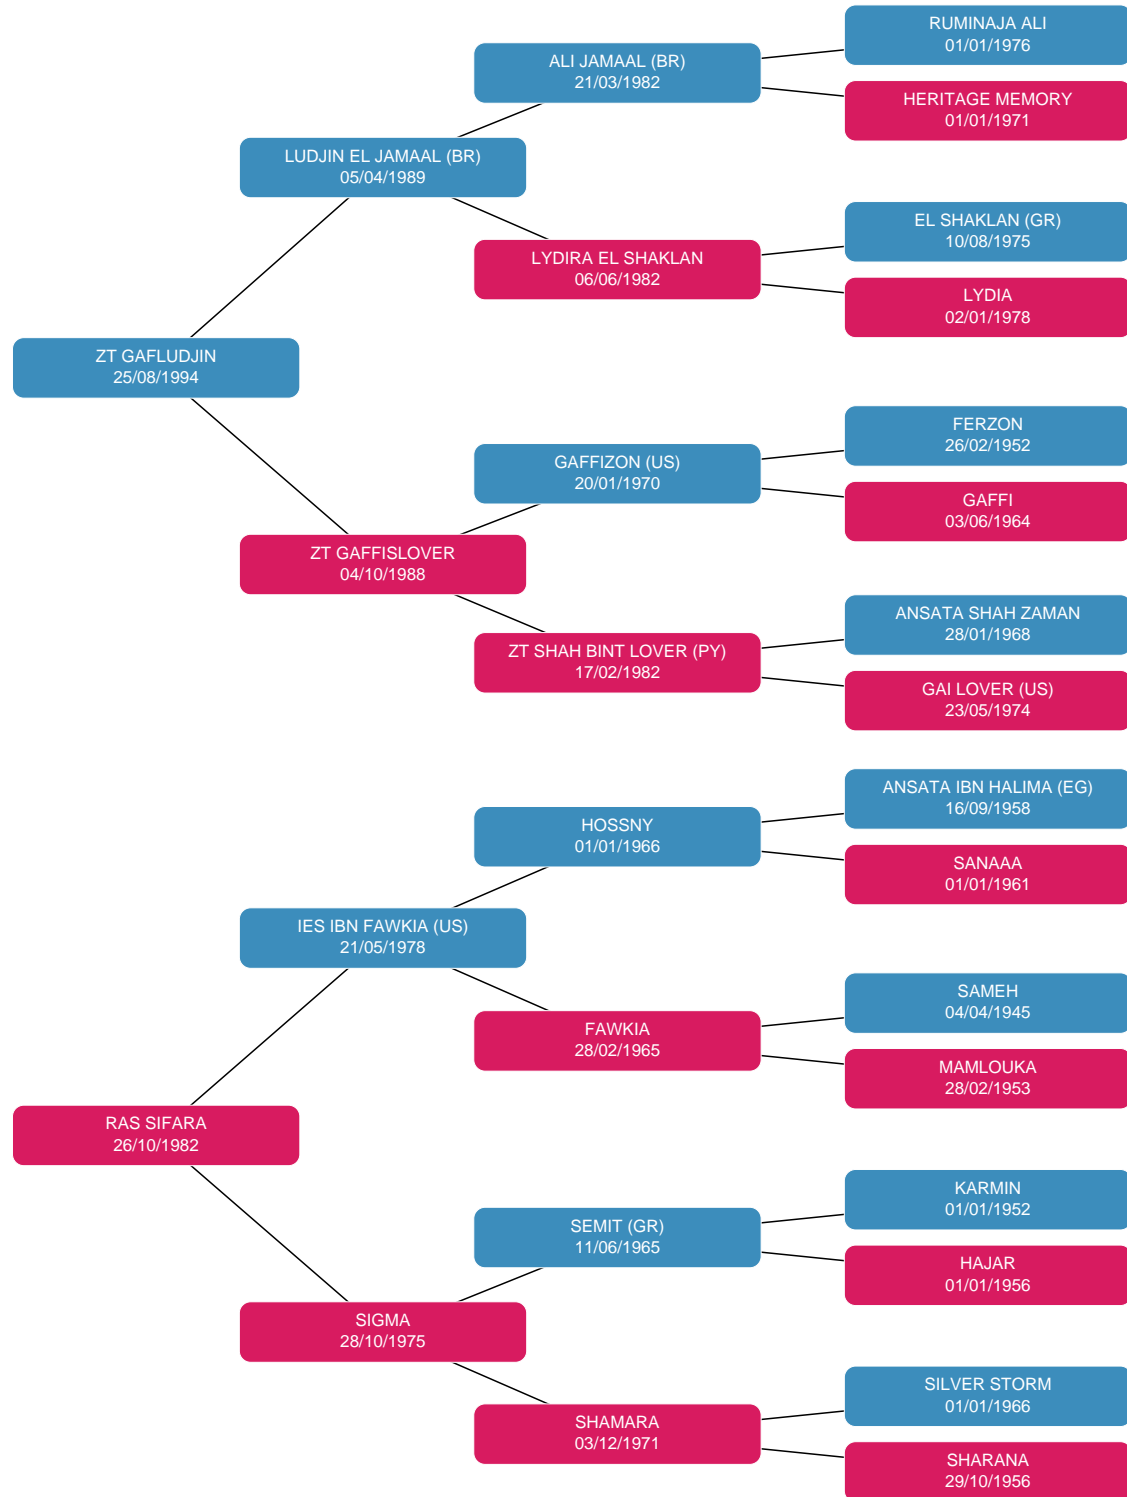 RUMINAJA ALI
01/01/1976
ALI JAMAAL (BR)
21/03/1982
HERITAGE MEMORY
01/01/1971
LUDJIN EL JAMAAL (BR)
05/04/1989
EL SHAKLAN (GR)
10/08/1975
LYDIRA EL SHAKLAN
06/06/1982
LYDIA
02/01/1978
ZT GAFLUDJIN
25/08/1994
FERZON
26/02/1952
GAFFIZON (US)
20/01/1970
GAFFI
03/06/1964
ZT GAFFISLOVER
04/10/1988
ANSATA SHAH ZAMAN
28/01/1968
ZT SHAH BINT LOVER (PY)
17/02/1982
GAI LOVER (US)
23/05/1974
ANSATA IBN HALIMA (EG)
16/09/1958
HOSSNY
01/01/1966
SANAAA
01/01/1961
IES IBN FAWKIA (US)
21/05/1978
SAMEH
04/04/1945
FAWKIA
28/02/1965
MAMLOUKA
28/02/1953
RAS SIFARA
26/10/1982
KARMIN
01/01/1952
SEMIT (GR)
11/06/1965
HAJAR
01/01/1956
SIGMA
28/10/1975
SILVER STORM
01/01/1966
SHAMARA
03/12/1971
SHARANA
29/10/1956